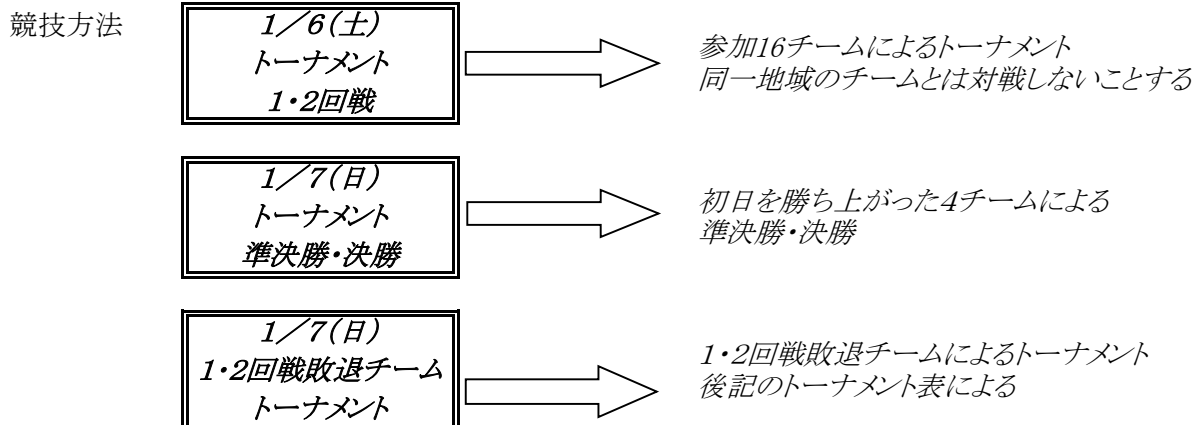 競技方法
1／6(土)
トーナメント
1・2回戦
参加16チームによるトーナメント
同一地域のチームとは対戦しないことする
1／7(日)
トーナメント
準決勝・決勝
初日を勝ち上がった4チームによる
準決勝・決勝
1／7(日)
1・2回戦敗退チーム
トーナメント
1・2回戦敗退チームによるトーナメント
後記のトーナメント表による